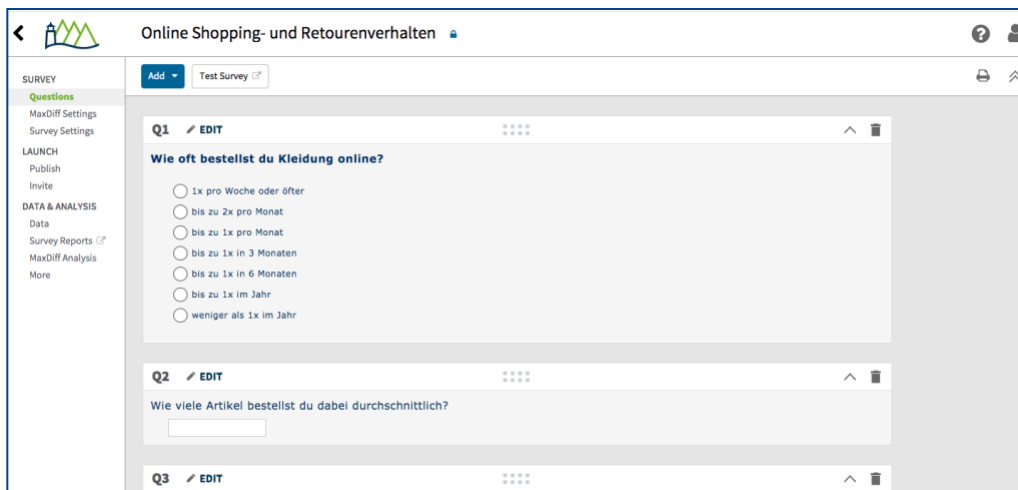 Online Shopping- und Retourenverhalten
SURVEY
Questions
MaxDiff Settings
Survey Settings
LAUNCH
Publish
Invite
DATA & ANALYSIS
Data
Survey Reports
MaxDiff Analysis
More
Add
Test Survey
Q1 EDIT
Wie oft bestellst du Kleidung online?
1x pro Woche oder öfter
bis zu 2x pro Monat
bis zu 1x pro Monat
bis zu 1x in 3 Monaten
bis zu 1x in 6 Monaten
bis zu 1x im Jahr
weniger als 1x im Jahr
Q2 EDIT
Wie viele Artikel bestellst du dabei durchschnittlich?
Q3 EDIT